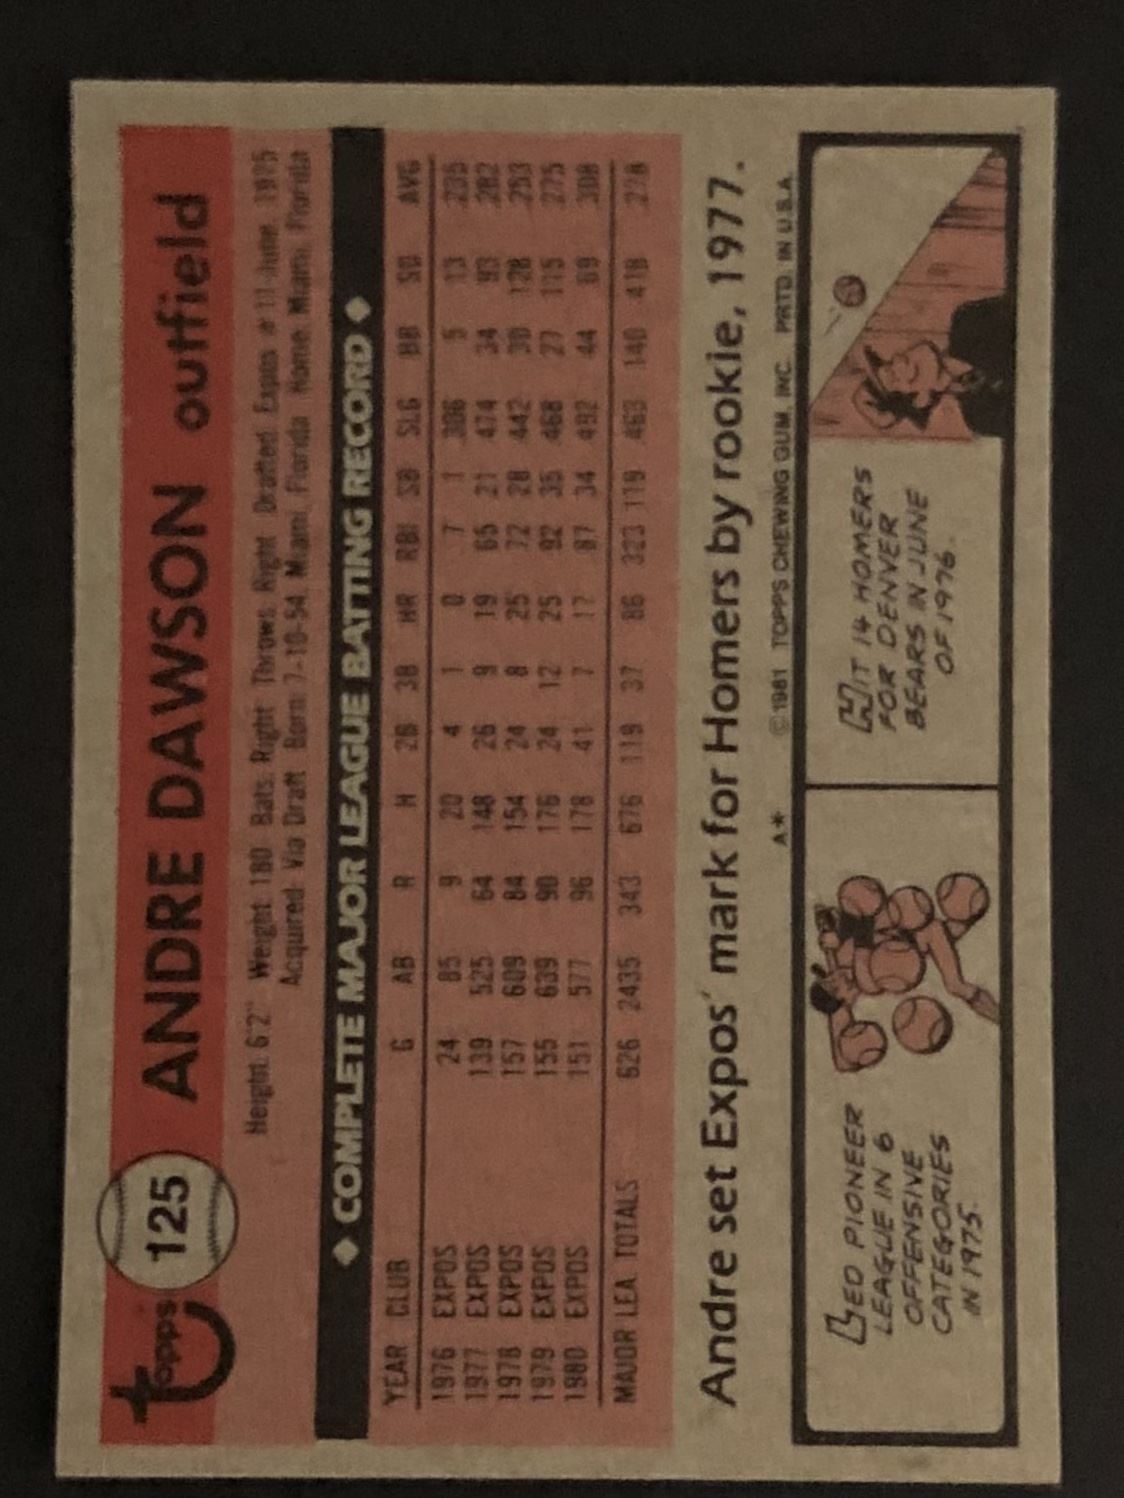 Topps
125
ANDRE DAWSON outfield
Height: 6'2" Weight: 180 Bats: Right Throws: Right Drafted: Expos #11-June, 1975
Acquired: Via Draft Born: 7-10-54, Miami, Florida Home: Miami, Florida
◆ COMPLETE MAJOR LEAGUE BATTING RECORD ◆
YEAR CLUB G AB R H 2B 3B HR RBI SB SLG BB SO AVG
1976 EXPOS 24 85 9 20 4 1 0 7 1 .306 5 13 .235
1977 EXPOS 139 525 64 148 26 9 19 65 21 .474 34 93 .282
1978 EXPOS 157 609 84 154 24 8 25 72 28 .442 30 128 .253
1979 EXPOS 155 639 90 176 24 12 25 92 35 .468 27 115 .275
1980 EXPOS 151 577 96 178 41 7 17 87 34 .492 44 69 .308
MAJOR LEA. TOTALS 626 2435 343 676 119 37 86 323 119 .463 140 418 .278
Andre set Expos' mark for Homers by rookie, 1977.
A* ©1981 TOPPS CHEWING GUM, INC. PRTD. IN U.S.A.
LED PIONEER
LEAGUE IN 6
OFFENSIVE
CATEGORIES
IN 1975.
HIT 14 HOMERS
FOR DENVER
BEARS IN JUNE
OF 1976.